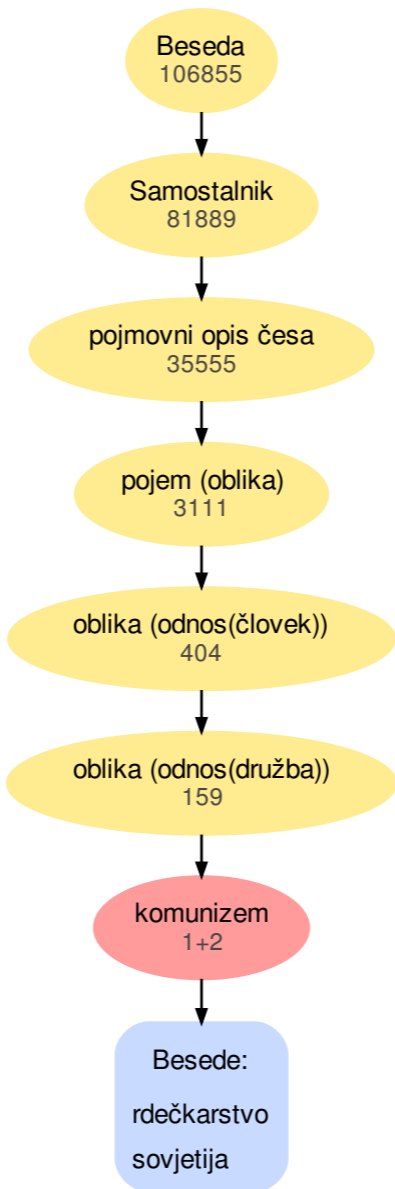 Beseda
106855
Samostalnik
81889
pojmovni opis česa
35555
pojem (oblika)
3111
oblika (odnos(človek))
404
oblika (odnos(družba))
159
komunizem
1+2
Besede:
rdečkarstvo
sovjetija